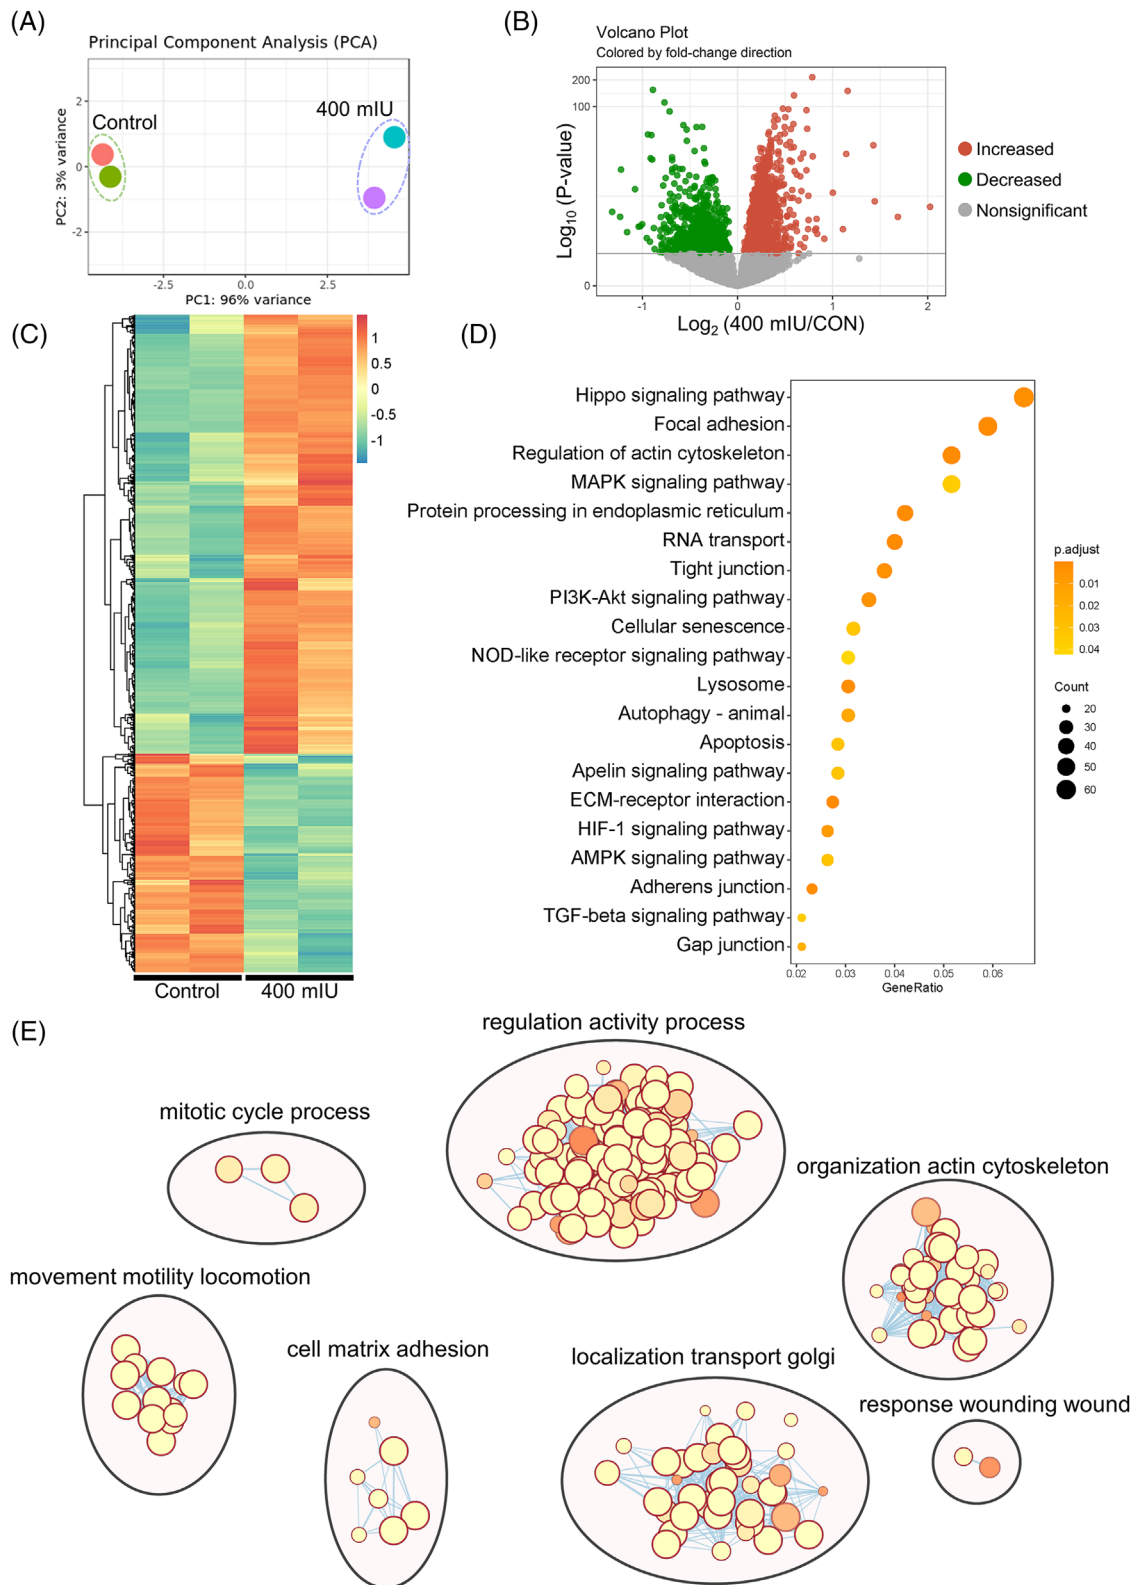 (A)
Principal Component Analysis (PCA)
PC2: 3% variance
2
0
-2
Control
400 mIU
-2.5
0.0
2.5
PC1: 96% variance
(B)
Volcano Plot
Colored by fold-change direction
Log10 (P-value)
200
100
0
-1
0
1
2
Log2 (400 mIU/CON)
Increased
Decreased
Nonsignificant
(C)
1
0.5
0
-0.5
-1
Control
400 mIU
(D)
Hippo signaling pathway
Focal adhesion
Regulation of actin cytoskeleton
MAPK signaling pathway
Protein processing in endoplasmic reticulum
RNA transport
Tight junction
PI3K-Akt signaling pathway
Cellular senescence
NOD-like receptor signaling pathway
Lysosome
Autophagy - animal
Apoptosis
Apelin signaling pathway
ECM-receptor interaction
HIF-1 signaling pathway
AMPK signaling pathway
Adherens junction
TGF-beta signaling pathway
Gap junction
0.02
0.03
0.04
0.05
0.06
GeneRatio
p.adjust
0.01
0.02
0.03
0.04
Count
20
30
40
50
60
(E)
regulation activity process
mitotic cycle process
organization actin cytoskeleton
movement motility locomotion
cell matrix adhesion
localization transport golgi
response wounding wound